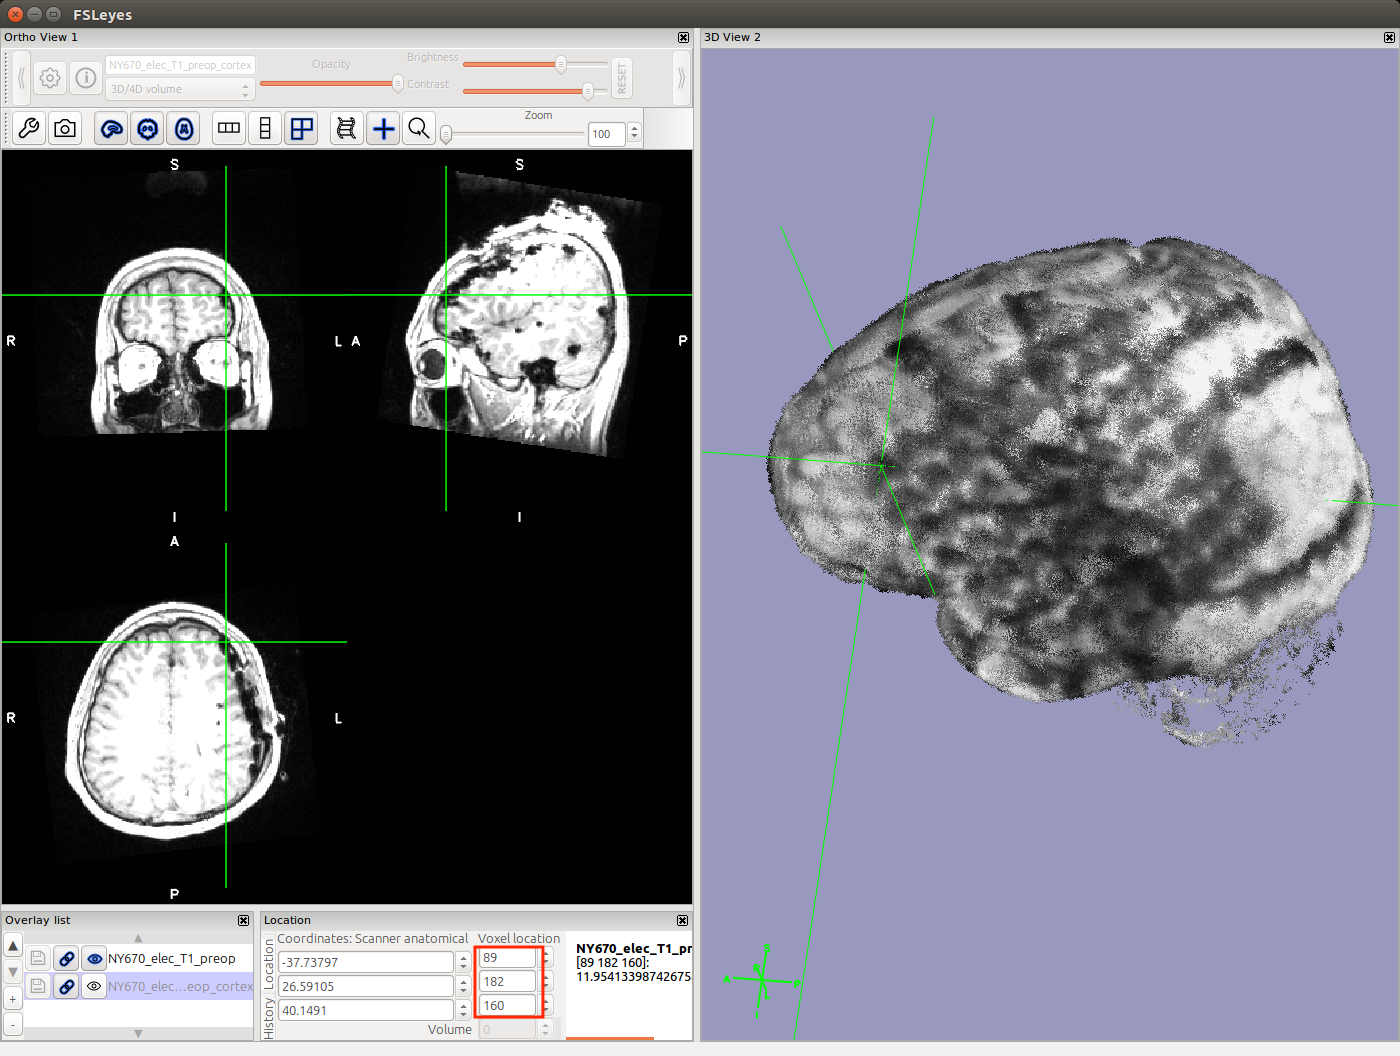 FSLeyes
Ortho View 1
3D View 2
NY670_elec_T1_preop_cortex
3D/4D volume
Opacity
Brightness
Contrast
RESET
Zoom
100
S
S
R
L A
P
I
I
A
R
L
P
Overlay list
NY670_elec_T1_preop
NY670_elec...eop_cortex
+
-
Location
Location
History
Coordinates: Scanner anatomical
Voxel location
-37.73797
89
26.59105
182
40.1491
160
Volume
0
NY670_elec_T1_pr
[89 182 160]:
11.95413398742675